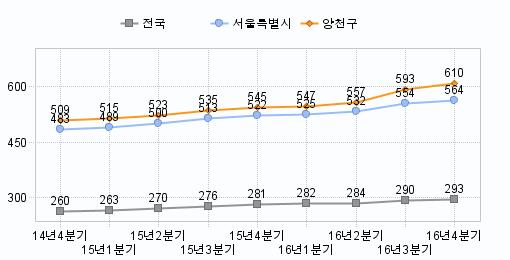 전국 서울특별시 양천구
600
450
300
509 515 523 535 545 547 557 593 610
483 489 500 513 522 525 532 554 564
260 263 270 276 281 282 284 290 293
14년4분기 15년2분기 15년4분기 16년2분기 16년4분기
15년1분기 15년3분기 16년1분기 16년3분기